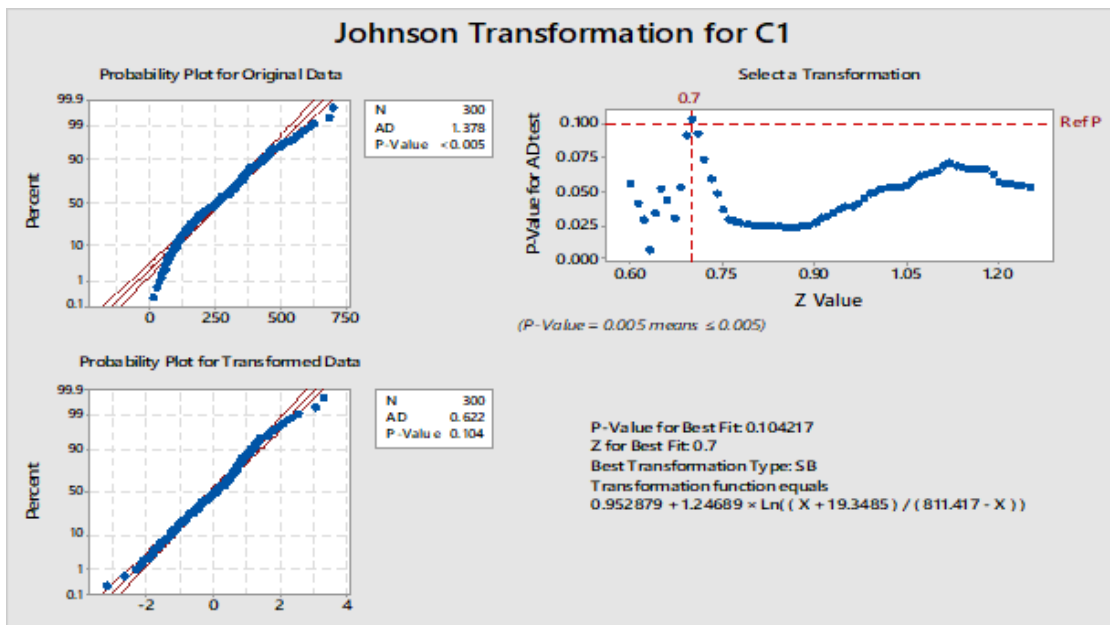 Johnson Transformation for C1
Probability Plot for Original Data
Percent
99.9
99
90
50
10
1
0.1
0
250
500
750
N 300
AD 1.378
P-Value <0.005
Select a Transformation
0.7
P-Value for AD test
0.100
0.075
0.050
0.025
0.000
Ref P
0.60
0.75
0.90
1.05
1.20
Z Value
(P-Value = 0.005 means ≤ 0.005)
Probability Plot for Transformed Data
Percent
99.9
99
90
50
10
1
0.1
-2
0
2
4
N 300
AD 0.622
P-Value 0.104
P-Value for Best Fit: 0.104217
Z for Best Fit: 0.7
Best Transformation Type: SB
Transformation function equals
0.952879 + 1.24689 × Ln( ( X + 19.3485 ) / ( 811.417 - X ) )